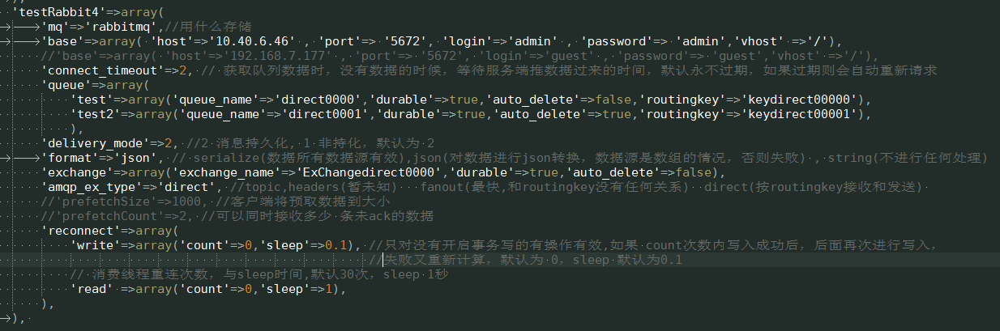 'testRabbit4'=>array(
'mq'=>'rabbitmq',//用什么存储
'base'=>array( 'host'=>'10.40.6.46' , 'port'=> '5672', 'login'=>'admin' , 'password'=> 'admin','vhost' =>'/'),
//'base'=>array( 'host'=>'192.168.7.177' , 'port'=> '5672', 'login'=>'guest' , 'password'=> 'guest','vhost' =>'/'),
'connect_timeout'=>2, // 获取队列数据时，没有数据的时候，等待服务端推数据过来的时间，默认永不过期，如果过期则会自动重新请求
'queue'=>array(
'test'=>array('queue_name'=>'direct0000','durable'=>true,'auto_delete'=>false,'routingkey'=>'keydirect00000'),
'test2'=>array('queue_name'=>'direct0001','durable'=>true,'auto_delete'=>true,'routingkey'=>'keydirect00001'),
),
'delivery_mode'=>2, //2 消息持久化, 1 非持化，默认为 2
'format'=>'json', // serialize(数据所有数据源有效),json(对数据进行json转换，数据源是数组的情况，否则失败) , string(不进行任何处理)
'exchange'=>array('exchange_name'=>'ExChangedirect0000','durable'=>true,'auto_delete'=>false),
'amqp_ex_type'=>'direct', //topic,headers(暂未知)  fanout(最快,和routingkey没有任何关系) direct(按routingkey接收和发送)
//'prefetchSize'=>1000, //客户端将预取数据到大小
//'prefetchCount'=>2, //可以同时接收多少 条未ack的数据
'reconnect'=>array(
'write'=>array('count'=>0,'sleep'=>0.1), //只对没有开启事务写的有操作有效,如果 count次数内写入成功后，后面再次进行写入，
//失败又重新计算，默认为 0，sleep 默认为0.1
// 消费线程重连次数，与sleep时间,默认30次，sleep 1秒
'read' =>array('count'=>0,'sleep'=>1),
),
),